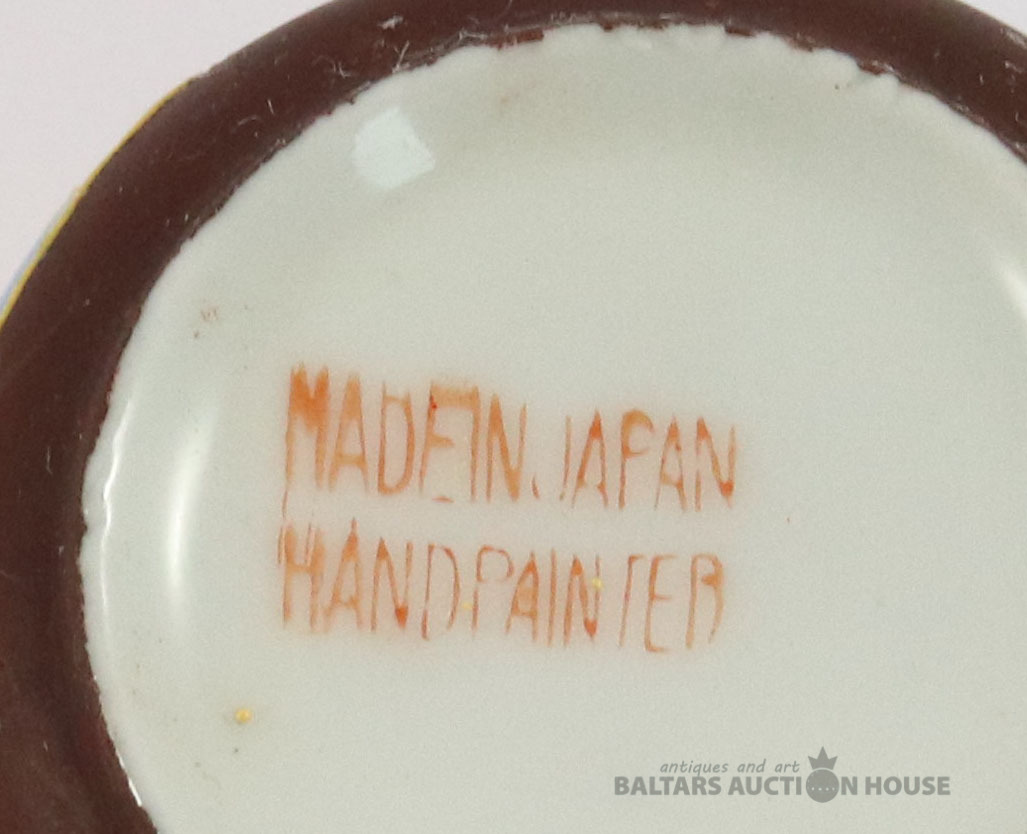 MADE IN JAPAN
HANDPAINTED
antiques and art
BALTARS AUCTION HOUSE